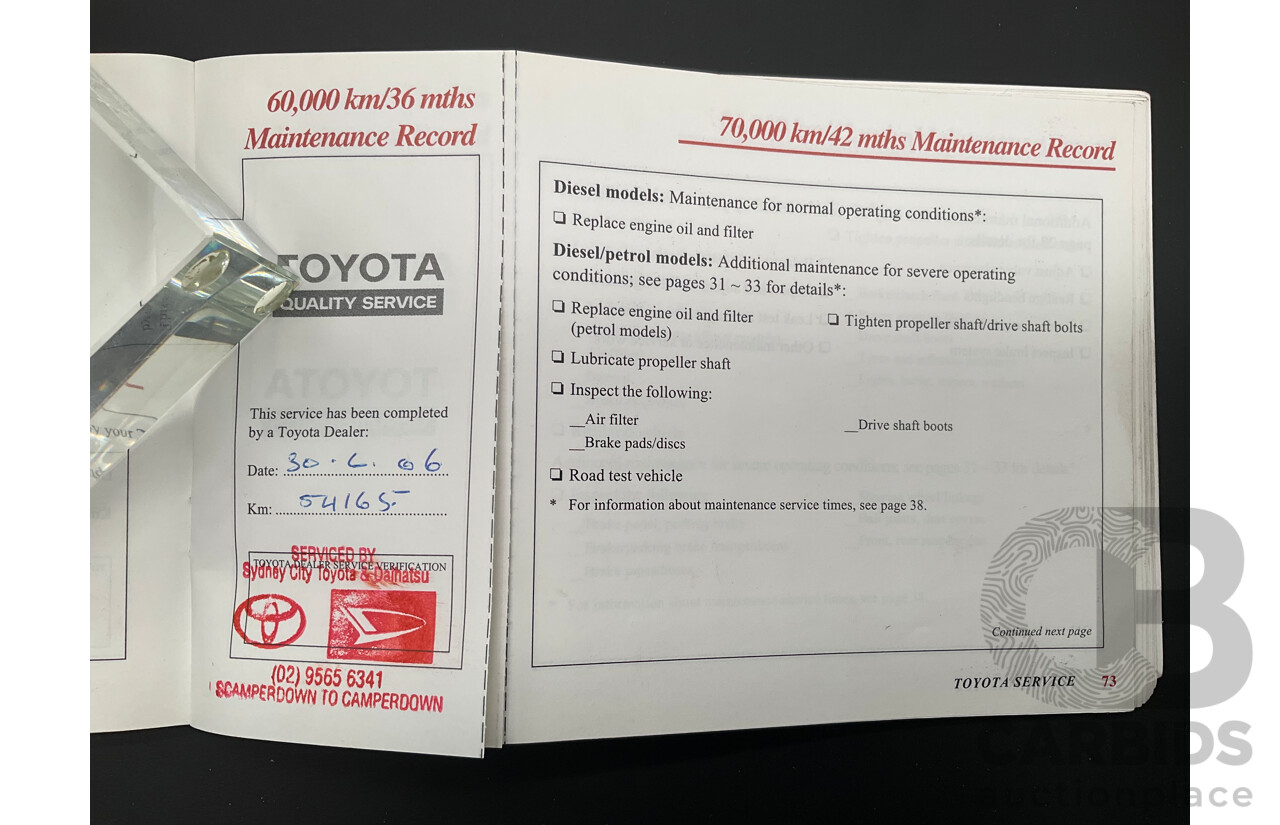 60,000 km/36 mths
Maintenance Record
TOYOTA
QUALITY SERVICE
This service has been completed
by a Toyota Dealer:
Date: 30 · 6. 06
Km: 54165
SERVICED BY
TOYOTA DEALER SERVICE VERIFICATION
Sydney City Toyota & Daihatsu
(02) 9565 6341
SCAMPERDOWN TO CAMPERDOWN
y your
70,000 km/42 mths Maintenance Record
Diesel models: Maintenance for normal operating conditions*:
❏ Replace engine oil and filter
Diesel/petrol models: Additional maintenance for severe operating
conditions; see pages 31 ~ 33 for details*:
❏ Replace engine oil and filter
(petrol models)
❏ Tighten propeller shaft/drive shaft bolts
❏ Lubricate propeller shaft
❏ Inspect the following:
__Air filter
__Drive shaft boots
__Brake pads/discs
❏ Road test vehicle
* For information about maintenance service times, see page 38.
Continued next page
TOYOTA SERVICE 73
CARBIDS
auctionplace